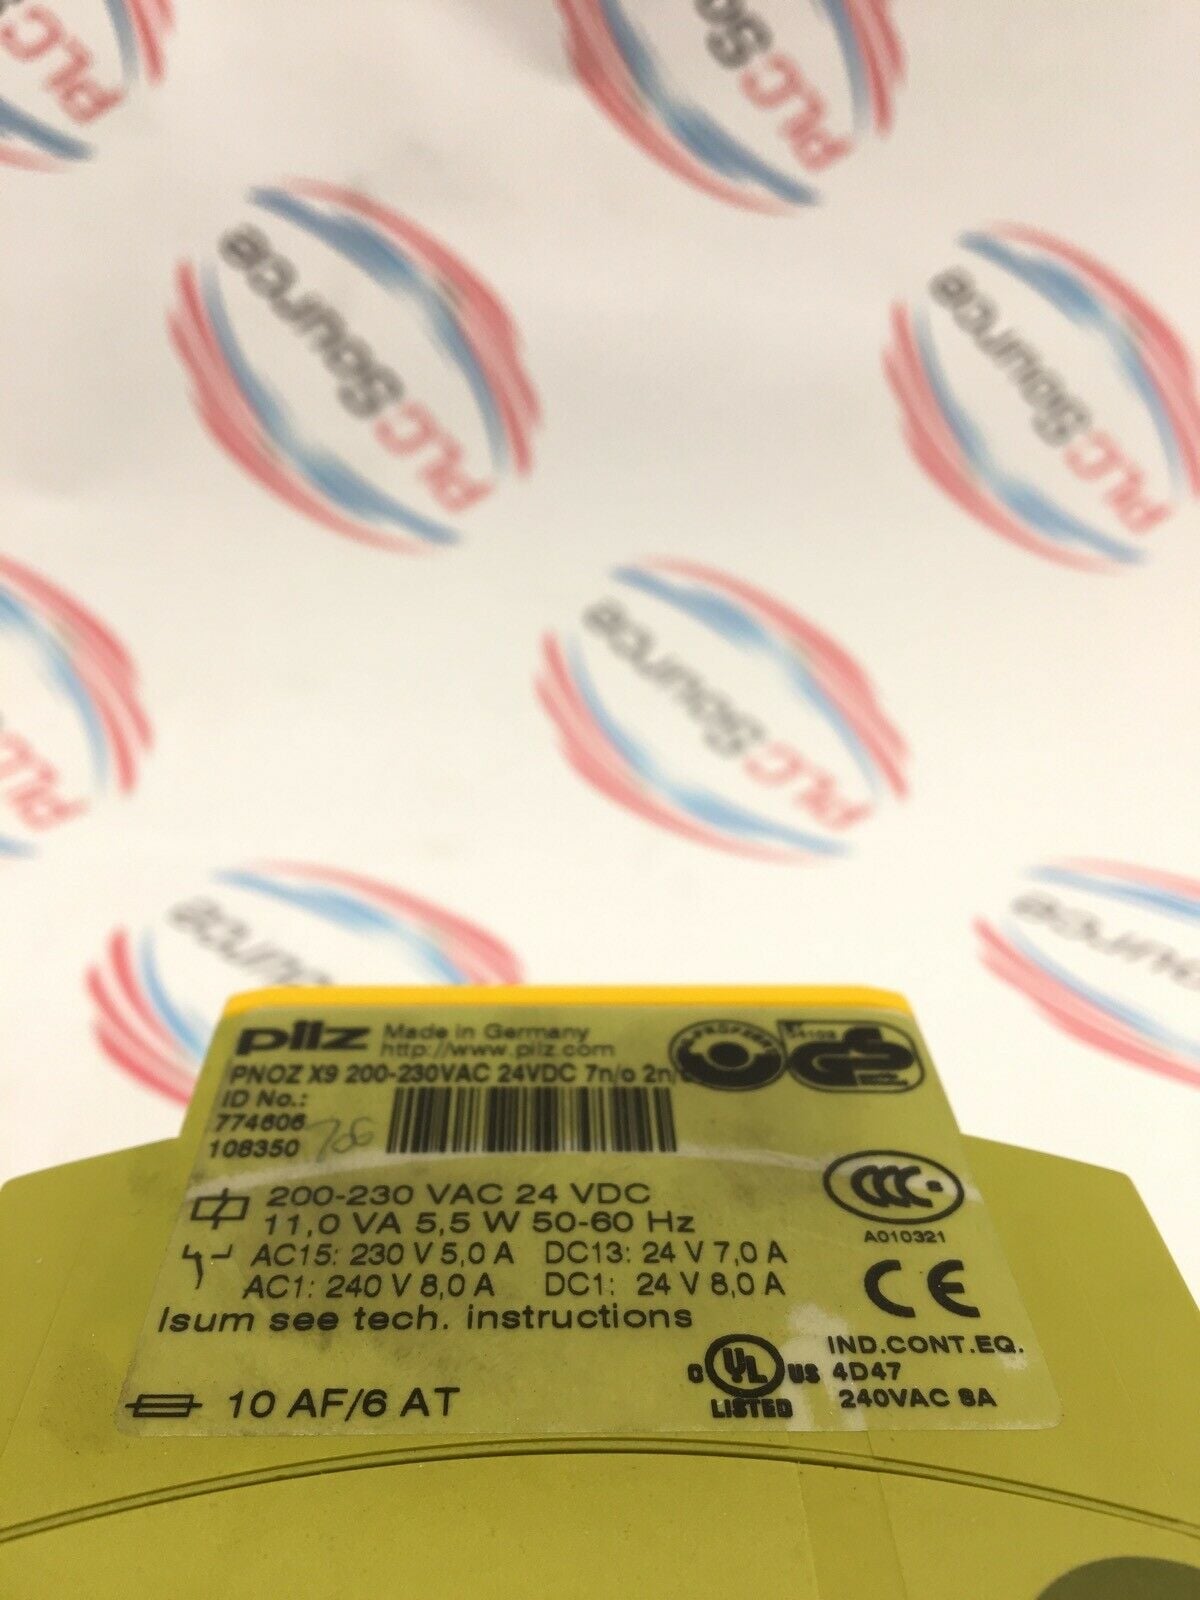 PLC Source
PLC Source
PLC Source
PLC Source
PLC Source
PLC
Source
pilz Made in Germany
http://www.pilz.com
PNOZ X9 200-230VAC 24VDC 7n/o 2n/
ID No.:
774606
108350
200-230 VAC 24 VDC
11,0 VA 5,5 W 50-60 Hz
AC15: 230 V 5,0 A DC13: 24 V 7,0 A
AC1: 240 V 8,0 A DC1: 24 V 8,0 A
Isum see tech. instructions
10 AF/6 AT
GS
CCC
A010321
CE
C UL US
LISTED
IND.CONT.EQ.
4D47
240VAC 8A